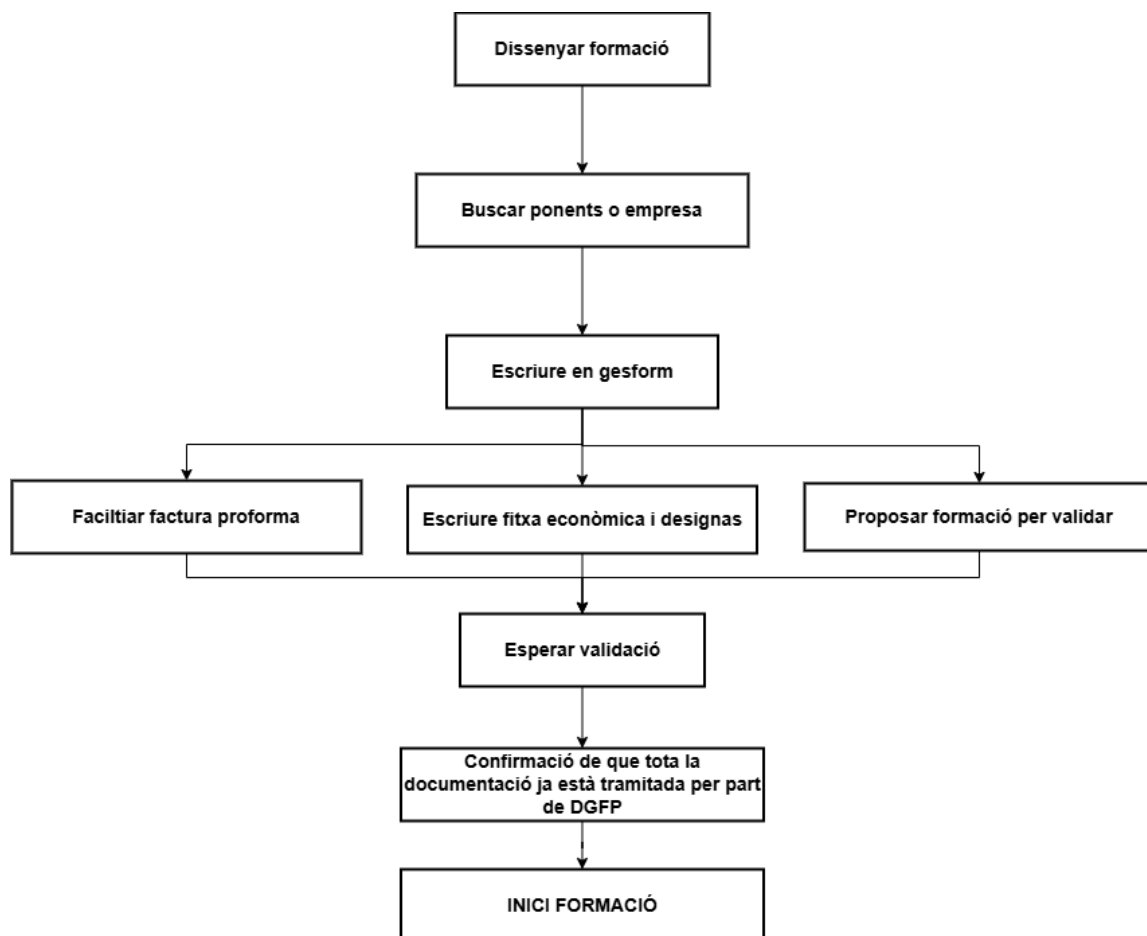 Dissenyar formació
Buscar ponents o empresa
Escriure en gesform
Faciltiar factura proforma
Escriure fitxa econòmica i designas
Proposar formació per validar
Esperar validació
Confirmació de que tota la
documentació ja està tramitada per part
de DGFP
INICI FORMACIÓ